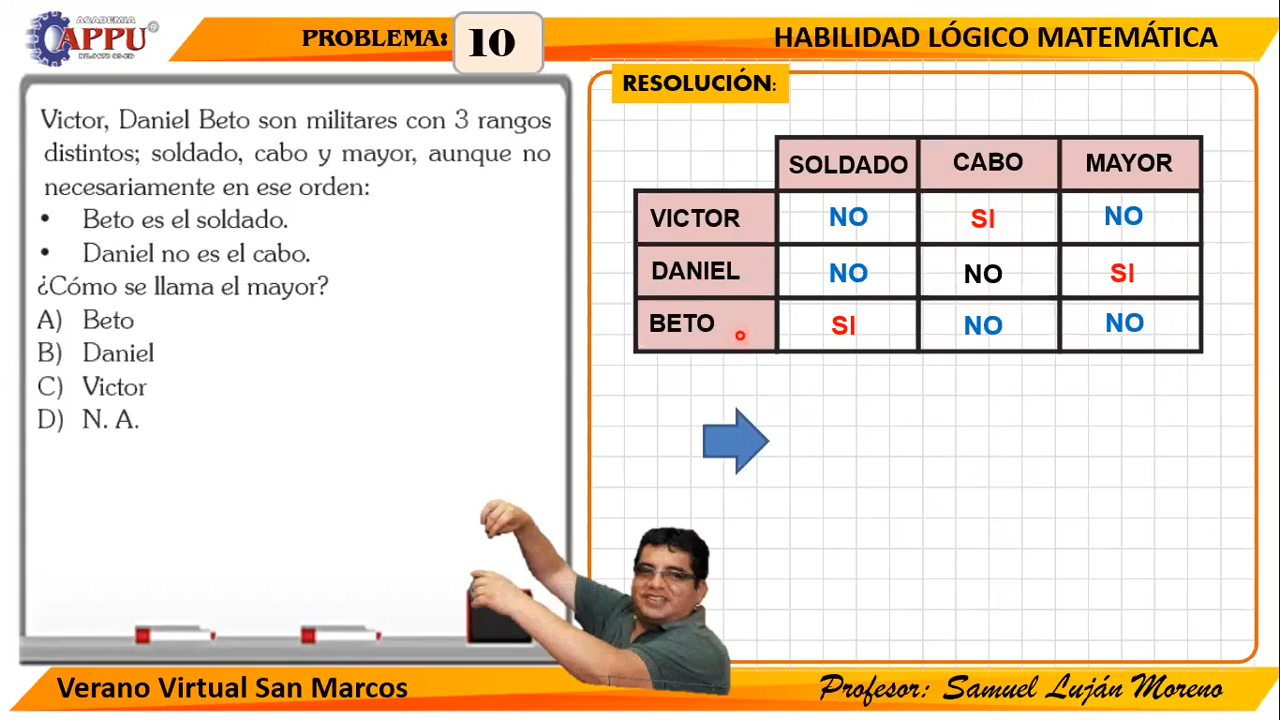 ACADEMIA
APPU
PROBLEMA:
10
HABILIDAD LÓGICO MATEMÁTICA
Victor, Daniel Beto son militares con 3 rangos
distintos; soldado, cabo y mayor, aunque no
necesariamente en ese orden:
• Beto es el soldado.
• Daniel no es el cabo.
¿Cómo se llama el mayor?
A) Beto
B) Daniel
C) Victor
D) N. A.
RESOLUCIÓN:
SOLDADO CABO MAYOR
VICTOR NO SI NO
DANIEL NO NO SI
BETO SI NO NO
Verano Virtual San Marcos
Profesor: Samuel Luján Moreno